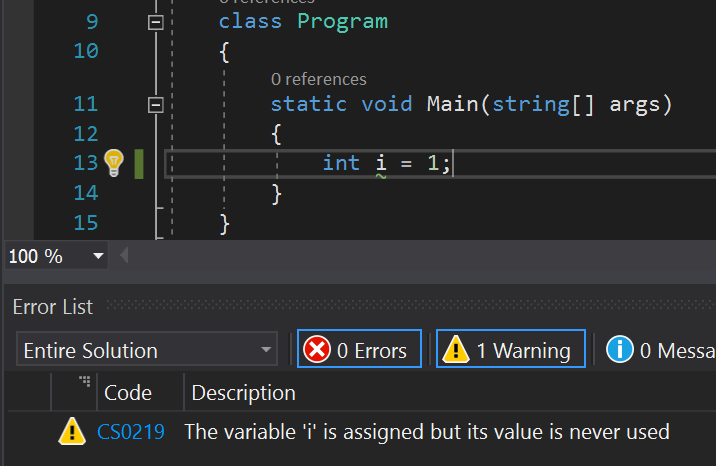 0 references
9 class Program
10 {
0 references
11 static void Main(string[] args)
12 {
13 int i = 1;
14 }
15 }
100 %
Error List
Entire Solution 0 Errors 1 Warning 0 Messa
Code Description
CS0219 The variable 'i' is assigned but its value is never used